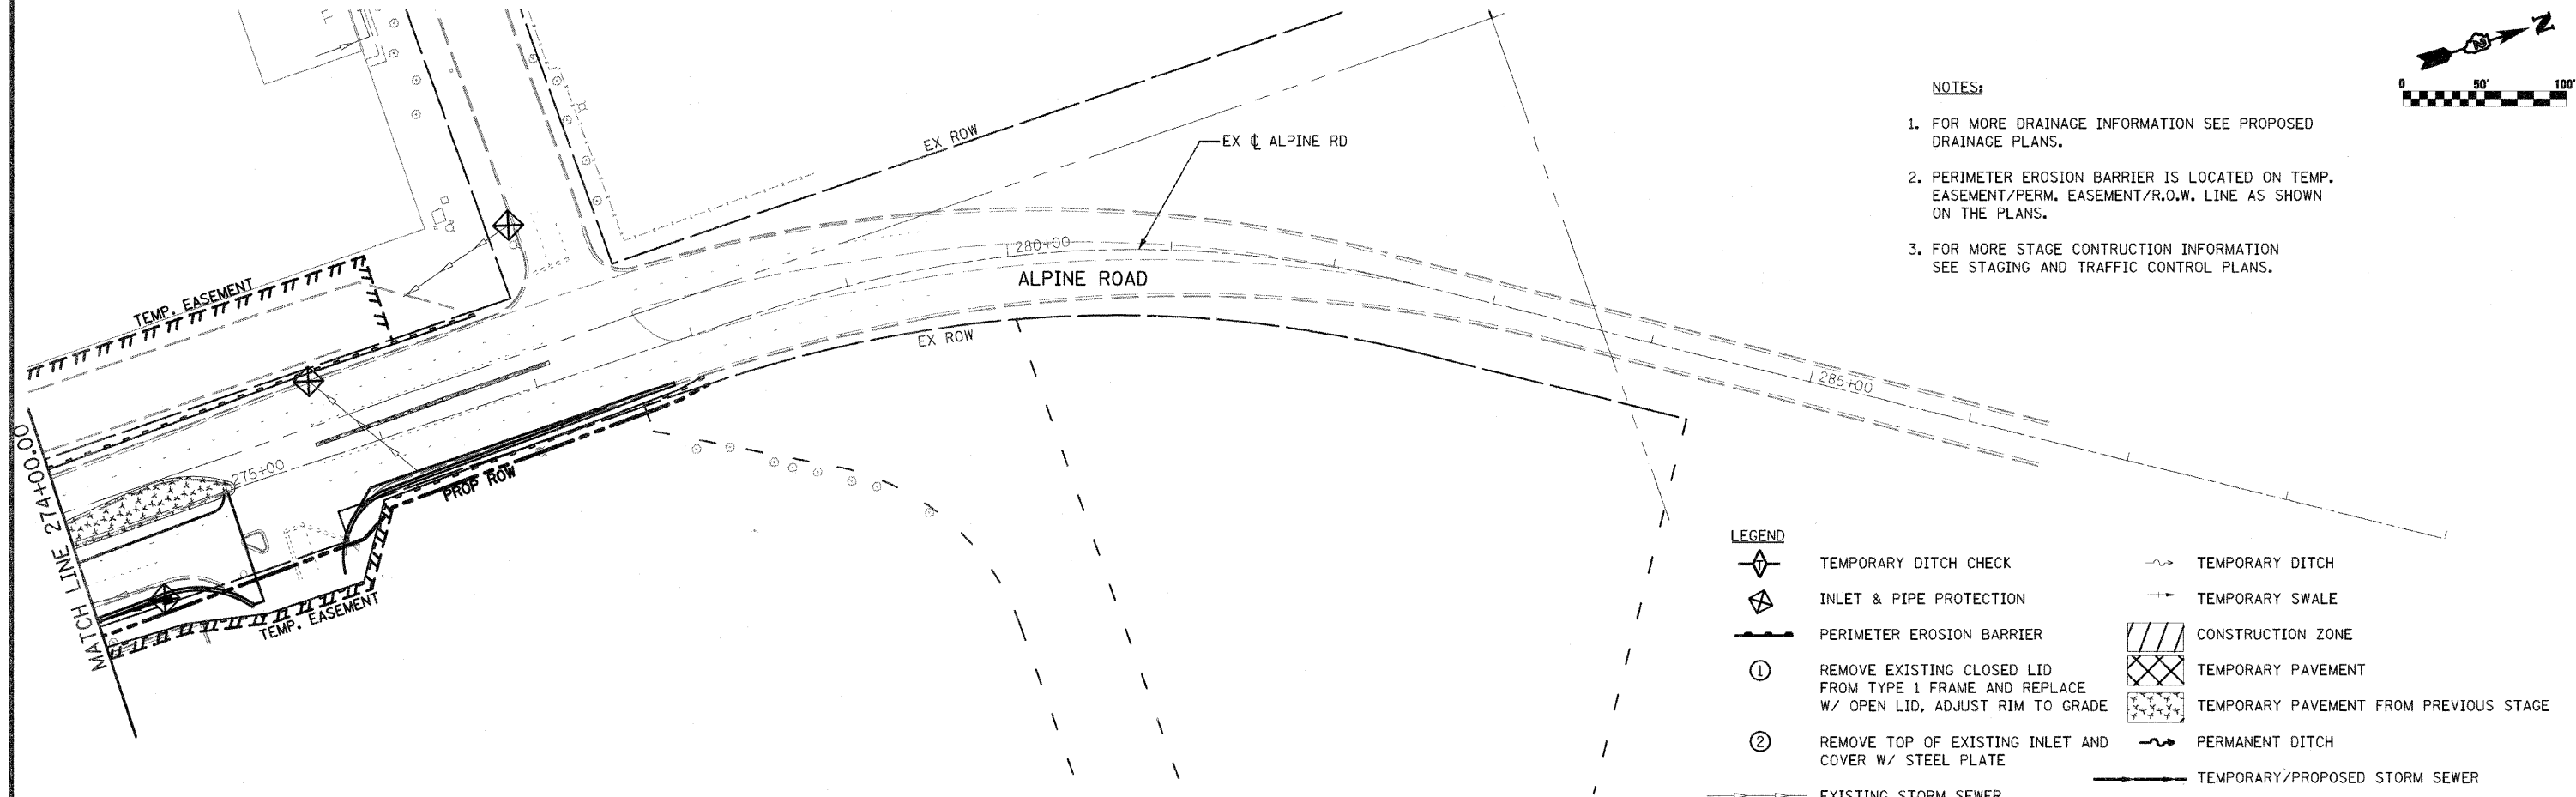 N
0 50' 100'
NOTES:
1. FOR MORE DRAINAGE INFORMATION SEE PROPOSED
DRAINAGE PLANS.
2. PERIMETER EROSION BARRIER IS LOCATED ON TEMP.
EASEMENT/PERM. EASEMENT/R.O.W. LINE AS SHOWN
ON THE PLANS.
3. FOR MORE STAGE CONTRUCTION INFORMATION
SEE STAGING AND TRAFFIC CONTROL PLANS.
EX ROW
EX ℄ ALPINE RD
280+00
ALPINE ROAD
TEMP. EASEMENT
EX ROW
285+00
MATCH LINE 274+00.00
275+00
PROP ROW
TEMP. EASEMENT
LEGEND
T
TEMPORARY DITCH CHECK
INLET & PIPE PROTECTION
PERIMETER EROSION BARRIER
1 REMOVE EXISTING CLOSED LID
FROM TYPE 1 FRAME AND REPLACE
W/ OPEN LID, ADJUST RIM TO GRADE
2 REMOVE TOP OF EXISTING INLET AND
COVER W/ STEEL PLATE
EXISTING STORM SEWER
TEMPORARY DITCH
TEMPORARY SWALE
CONSTRUCTION ZONE
TEMPORARY PAVEMENT
TEMPORARY PAVEMENT FROM PREVIOUS STAGE
PERMANENT DITCH
TEMPORARY/PROPOSED STORM SEWER